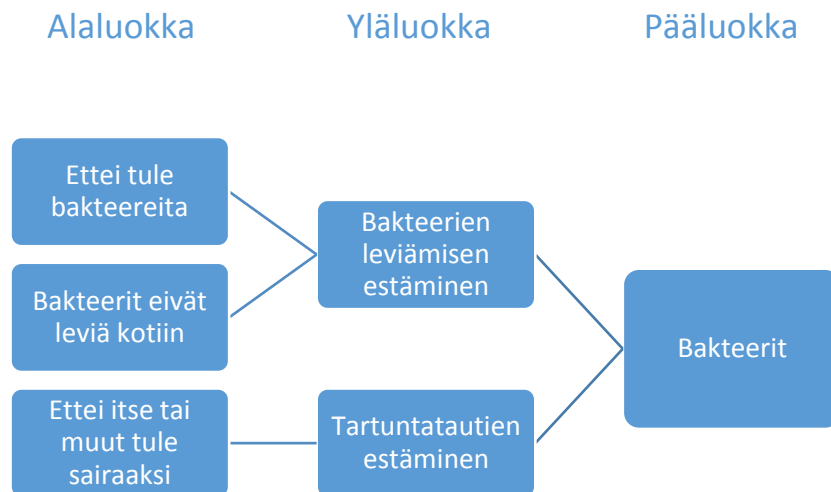 Alaluokka
Yläluokka
Pääluokka
Ettei tule
bakteereita
Bakteerit eivät
leviä kotiin
Ettei itse tai
muut tule
sairaaksi
Bakteerien
leviämisen
estäminen
Tartuntatautien
estäminen
Bakteerit